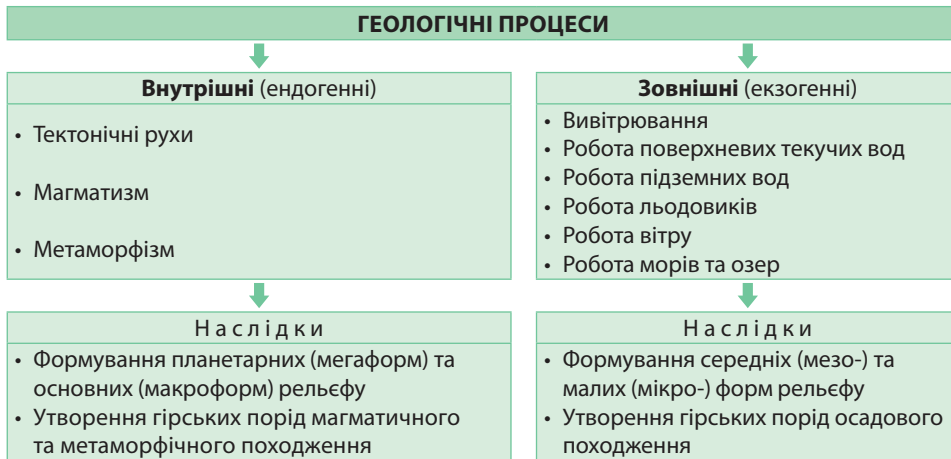 ГЕОЛОГІЧНІ ПРОЦЕСИ
Внутрішні (ендогенні)
• Тектонічні рухи
• Магматизм
• Метаморфізм
Зовнішні (екзогенні)
• Вивітрювання
• Робота поверхневих текучих вод
• Робота підземних вод
• Робота льодовиків
• Робота вітру
• Робота морів та озер
Наслідки
• Формування планетарних (мегаформ) та
основних (макроформ) рельєфу
• Утворення гірських порід магматичного
та метаморфічного походження
Наслідки
• Формування середніх (мезо-) та
малих (мікро-) форм рельєфу
• Утворення гірських порід осадового
походження